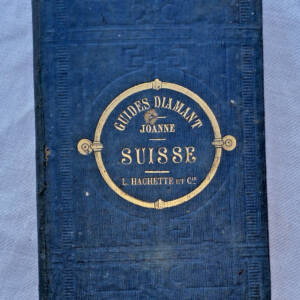 GUIDES DIAMANT
JOANNE
SUISSE
L. HACHETTE ET Cie